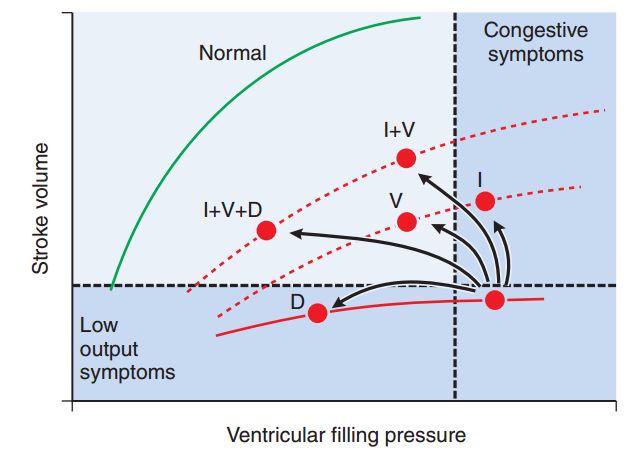 Congestive
symptoms
Normal
I+V
I
V
I+V+D
D
Low
output
symptoms
Stroke volume
Ventricular filling pressure